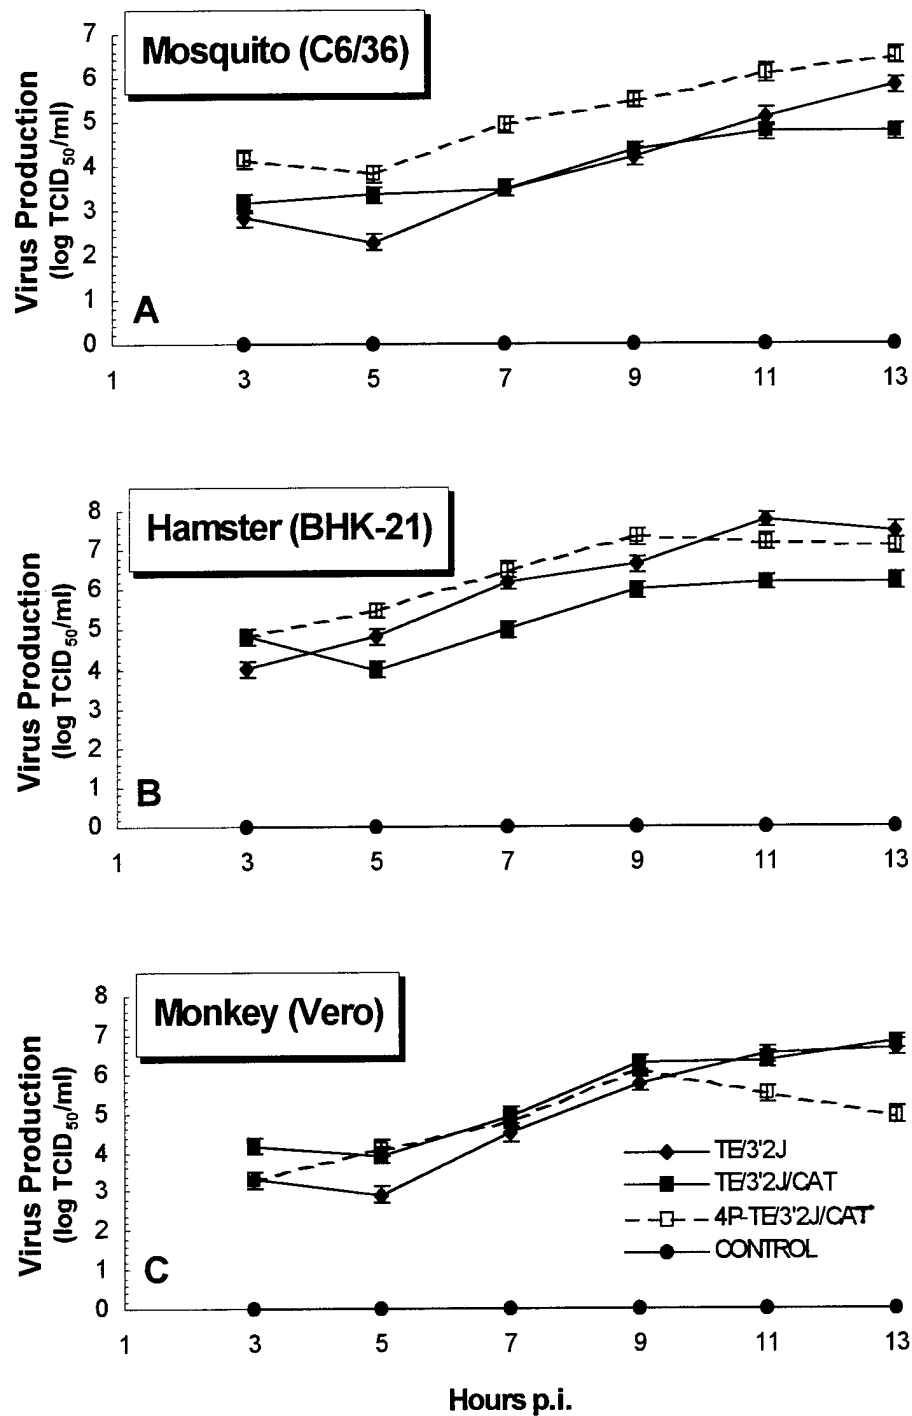 Mosquito (C6/36)
Virus Production
(log TCID50/ml)
7
6
5
4
3
2
1
0
A
1 3 5 7 9 11 13
Hamster (BHK-21)
Virus Production
(log TCID50/ml)
8
7
6
5
4
3
2
1
0
B
1 3 5 7 9 11 13
Monkey (Vero)
Virus Production
(log TCID50/ml)
8
7
6
5
4
3
2
1
0
C
TE/3'2J
TE/3'2J/CAT
4P-TE/3'2J/CAT
CONTROL
1 3 5 7 9 11 13
Hours p.i.